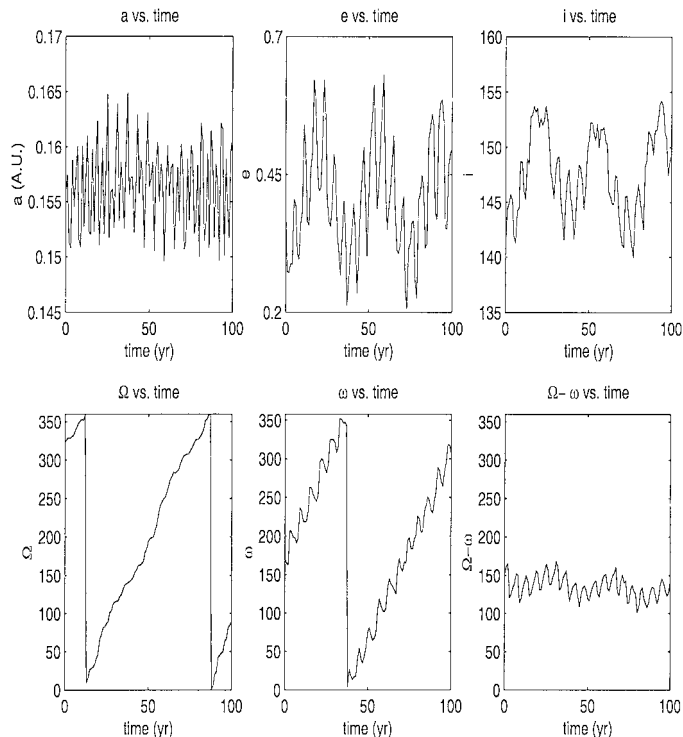 a vs. time
e vs. time
i vs. time
0.17
0.165
0.16
0.155
0.15
0.145
a (A.U.)
0 50 100
time (yr)
0.7
0.45
0.2
e
0 50 100
time (yr)
160
155
150
145
140
135
i
0 50 100
time (yr)
Ω vs. time
ω vs. time
Ω− ω vs. time
350
300
250
200
150
100
50
0
Ω
0 50 100
time (yr)
350
300
250
200
150
100
50
0
ω
0 50 100
time (yr)
350
300
250
200
150
100
50
0
Ω−ω
0 50 100
time (yr)